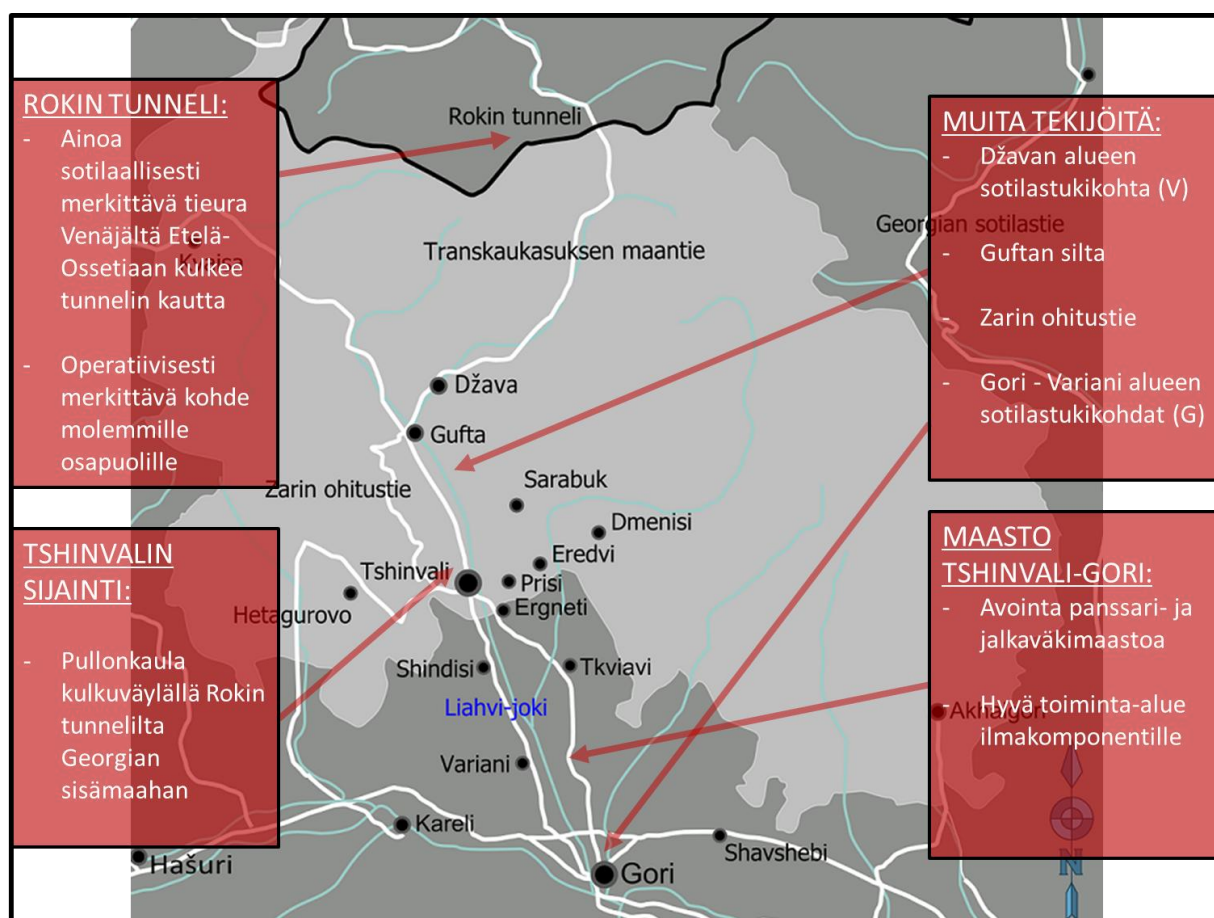 ROKIN TUNNELI:
- Ainoa
sotilaallisesti
merkittävä tieura
Venäjältä Etelä-
Ossetiaan kulkee
tunnelin kautta
- Operatiivisesti
merkittävä kohde
molemmille
osapuolille
TSHINVALIN
SIJAINTI:
- Pullonkaula
kulkuväylällä Rokin
tunnelilta
Georgian
sisämaahan
Rokin tunneli
Transkaukasuksen maantie
Georgian sotilastie
Džava
Gufta
Zarin ohitustie
Sarabuk
Dmenisi
Eredvi
Tshinvali
Prisi
Hetagurovo
Ergneti
Shindisi
Tkviavi
Liahvi-joki
Variani
Kareli
Shavshebi
Hašuri
Gori
MUITA TEKIJÖITÄ:
- Džavan alueen
sotilastukikohta (V)
- Guftan silta
- Zarin ohitustie
- Gori - Variani alueen
sotilastukikohdat (G)
MAASTO
TSHINVALI-GORI:
- Avointa panssari- ja
jalkaväkimaastoa
- Hyvä toiminta-alue
ilmakomponentille
Akhalgori
N